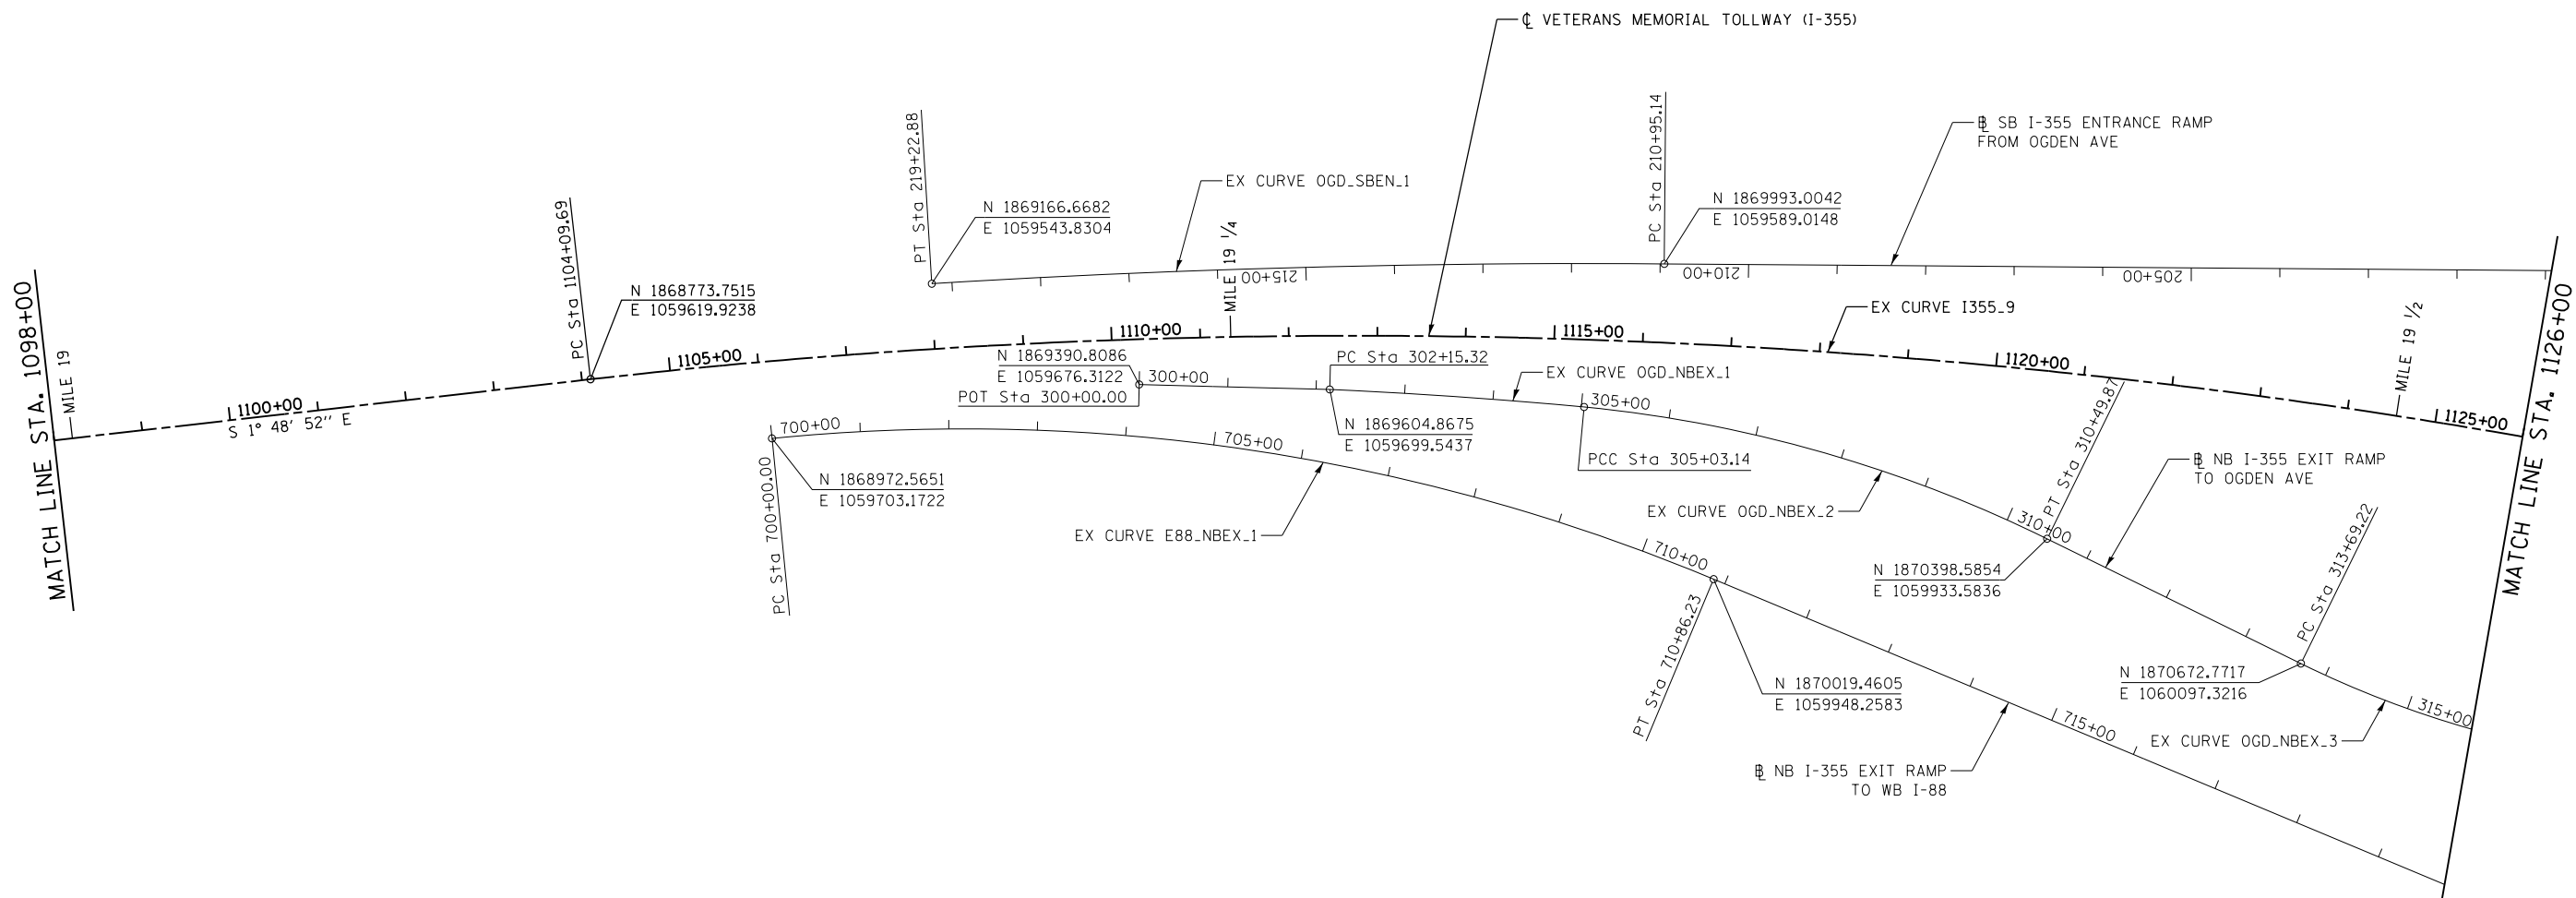 ℄ VETERANS MEMORIAL TOLLWAY (I-355)
PT Sta 219+22.88
PC Sta 210+95.14
℄ SB I-355 ENTRANCE RAMP
FROM OGDEN AVE
EX CURVE OGD_SBEN_1
N 1869166.6682
E 1059543.8304
N 1869993.0042
E 1059589.0148
MILE 19 1/4
215+00
210+00
205+00
PC Sta 1104+09.69
N 1868773.7515
E 1059619.9238
EX CURVE I355_9
MATCH LINE STA. 1098+00
MILE 19
1100+00
S 1° 48' 52" E
1105+00
1110+00
1115+00
1120+00
1125+00
MILE 19 1/2
MATCH LINE STA. 1126+00
N 1869390.8086
E 1059676.3122
POT Sta 300+00.00
300+00
PC Sta 302+15.32
N 1869604.8675
E 1059699.5437
EX CURVE OGD_NBEX_1
305+00
PCC Sta 305+03.14
EX CURVE OGD_NBEX_2
310+00
PT Sta 310+49.87
N 1870398.5854
E 1059933.5836
℄ NB I-355 EXIT RAMP
TO OGDEN AVE
PC Sta 313+69.22
N 1870672.7717
E 1060097.3216
315+00
EX CURVE OGD_NBEX_3
700+00
PC Sta 700+00.00
N 1868972.5651
E 1059703.1722
705+00
EX CURVE E88_NBEX_1
710+00
PT Sta 710+86.23
N 1870019.4605
E 1059948.2583
715+00
℄ NB I-355 EXIT RAMP
TO WB I-88